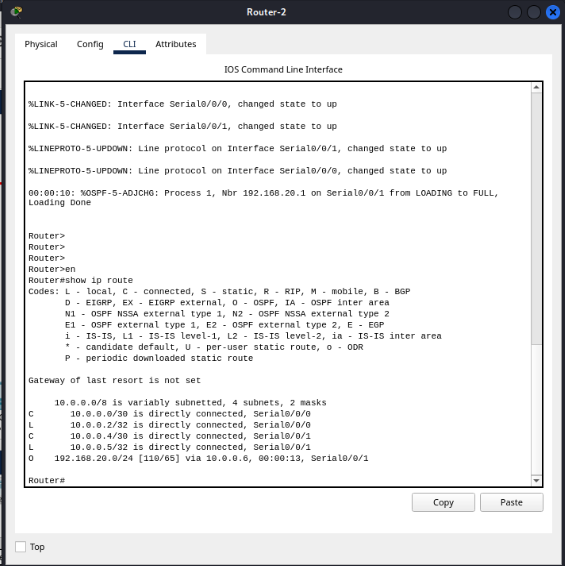 Router-2
Physical Config CLI Attributes
IOS Command Line Interface
%LINK-5-CHANGED: Interface Serial0/0/0, changed state to up
%LINK-5-CHANGED: Interface Serial0/0/1, changed state to up
%LINEPROTO-5-UPDOWN: Line protocol on Interface Serial0/0/1, changed state to up
%LINEPROTO-5-UPDOWN: Line protocol on Interface Serial0/0/0, changed state to up
00:00:10: %OSPF-5-ADJCHG: Process 1, Nbr 192.168.20.1 on Serial0/0/1 from LOADING to FULL,
Loading Done
Router>
Router>
Router>
Router>en
Router#show ip route
Codes: L - local, C - connected, S - static, R - RIP, M - mobile, B - BGP
D - EIGRP, EX - EIGRP external, O - OSPF, IA - OSPF inter area
N1 - OSPF NSSA external type 1, N2 - OSPF NSSA external type 2
E1 - OSPF external type 1, E2 - OSPF external type 2, E - EGP
i - IS-IS, L1 - IS-IS level-1, L2 - IS-IS level-2, ia - IS-IS inter area
* - candidate default, U - per-user static route, o - ODR
P - periodic downloaded static route
Gateway of last resort is not set
10.0.0.0/8 is variably subnetted, 4 subnets, 2 masks
C 10.0.0.0/30 is directly connected, Serial0/0/0
L 10.0.0.2/32 is directly connected, Serial0/0/0
C 10.0.0.4/30 is directly connected, Serial0/0/1
L 10.0.0.5/32 is directly connected, Serial0/0/1
O 192.168.20.0/24 [110/65] via 10.0.0.6, 00:00:13, Serial0/0/1
Router#
Copy Paste
Top